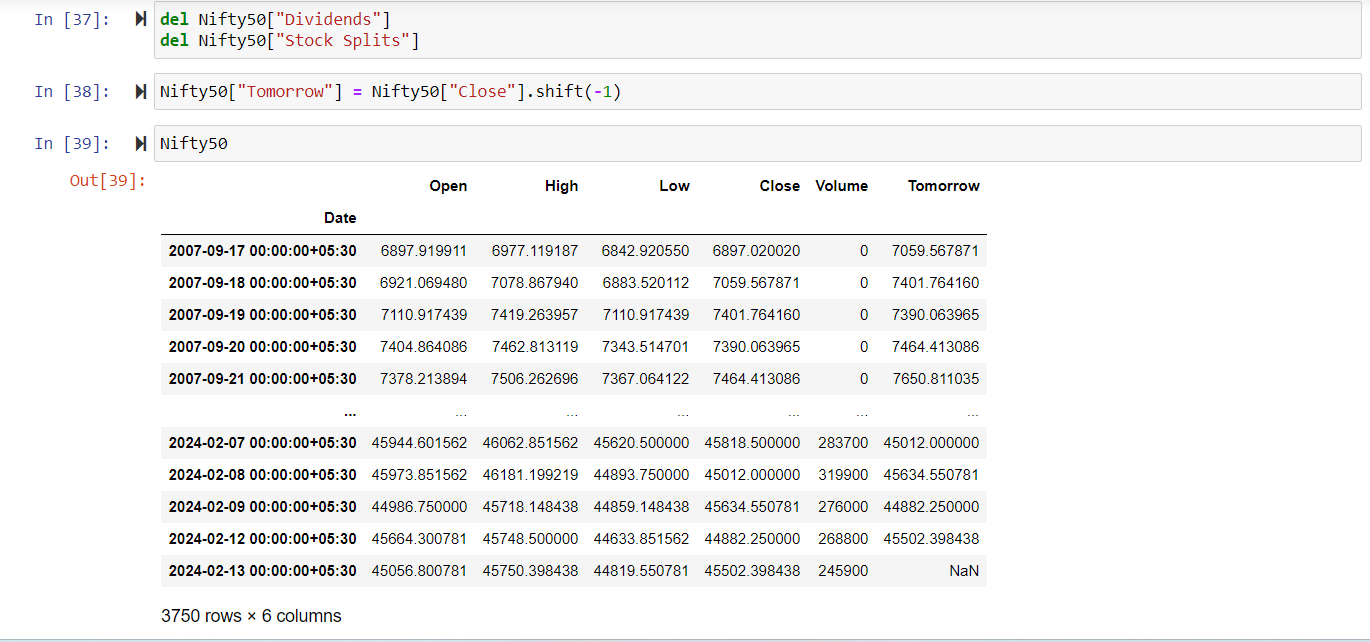 In [37]: del Nifty50["Dividends"]
del Nifty50["Stock Splits"]
In [38]: Nifty50["Tomorrow"] = Nifty50["Close"].shift(-1)
In [39]: Nifty50
Out[39]:
Open High Low Close Volume Tomorrow
Date
2007-09-17 00:00:00+05:30 6897.919911 6977.119187 6842.920550 6897.020020 0 7059.567871
2007-09-18 00:00:00+05:30 6921.069480 7078.867940 6883.520112 7059.567871 0 7401.764160
2007-09-19 00:00:00+05:30 7110.917439 7419.263957 7110.917439 7401.764160 0 7390.063965
2007-09-20 00:00:00+05:30 7404.864086 7462.813119 7343.514701 7390.063965 0 7464.413086
2007-09-21 00:00:00+05:30 7378.213894 7506.262696 7367.064122 7464.413086 0 7650.811035
... ... ... ... ... ... ...
2024-02-07 00:00:00+05:30 45944.601562 46062.851562 45620.500000 45818.500000 283700 45012.000000
2024-02-08 00:00:00+05:30 45973.851562 46181.199219 44893.750000 45012.000000 319900 45634.550781
2024-02-09 00:00:00+05:30 44986.750000 45718.148438 44859.148438 45634.550781 276000 44882.250000
2024-02-12 00:00:00+05:30 45664.300781 45748.500000 44633.851562 44882.250000 268800 45502.398438
2024-02-13 00:00:00+05:30 45056.800781 45750.398438 44819.550781 45502.398438 245900 NaN
3750 rows × 6 columns